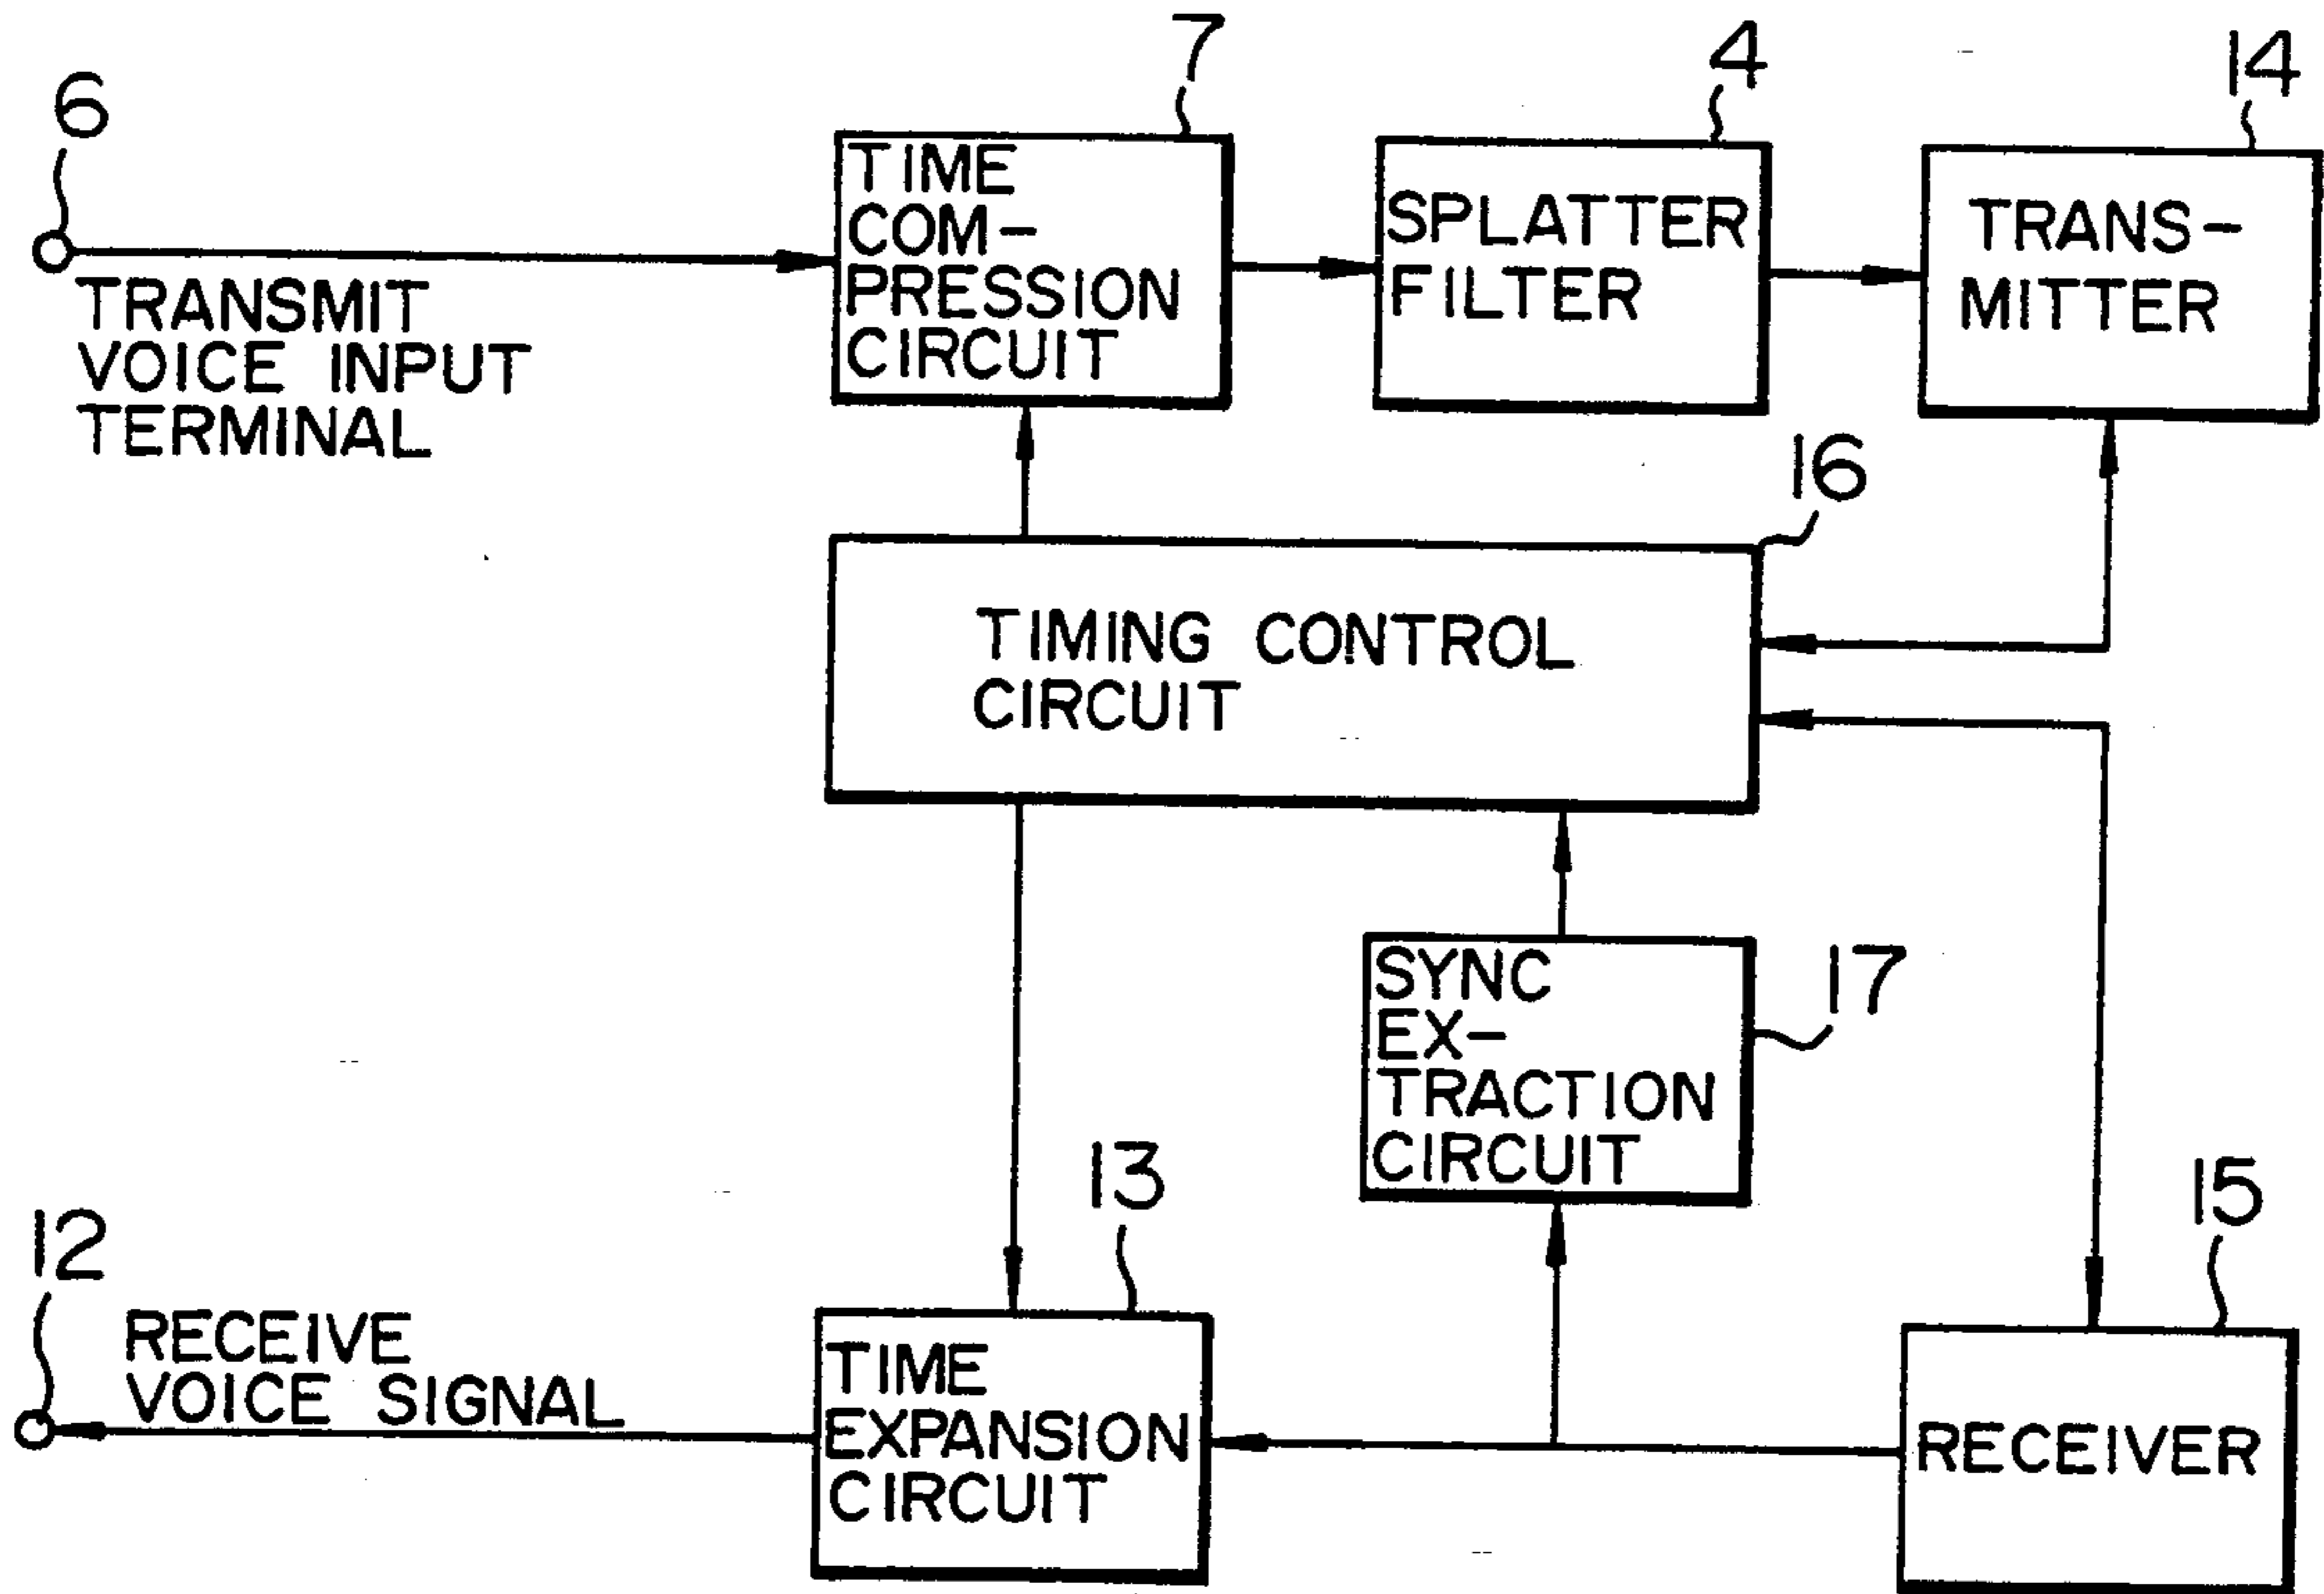 7
4
14
6
TIME
COM-
PRESSION
CIRCUIT
SPLATTER
FILTER
TRANS-
MITTER
TRANSMIT
VOICE INPUT
TERMINAL
16
TIMING CONTROL
CIRCUIT
SYNC
EX-
TRACTION
CIRCUIT
17
13
15
12
RECEIVE
VOICE SIGNAL
TIME
EXPANSION
CIRCUIT
RECEIVER